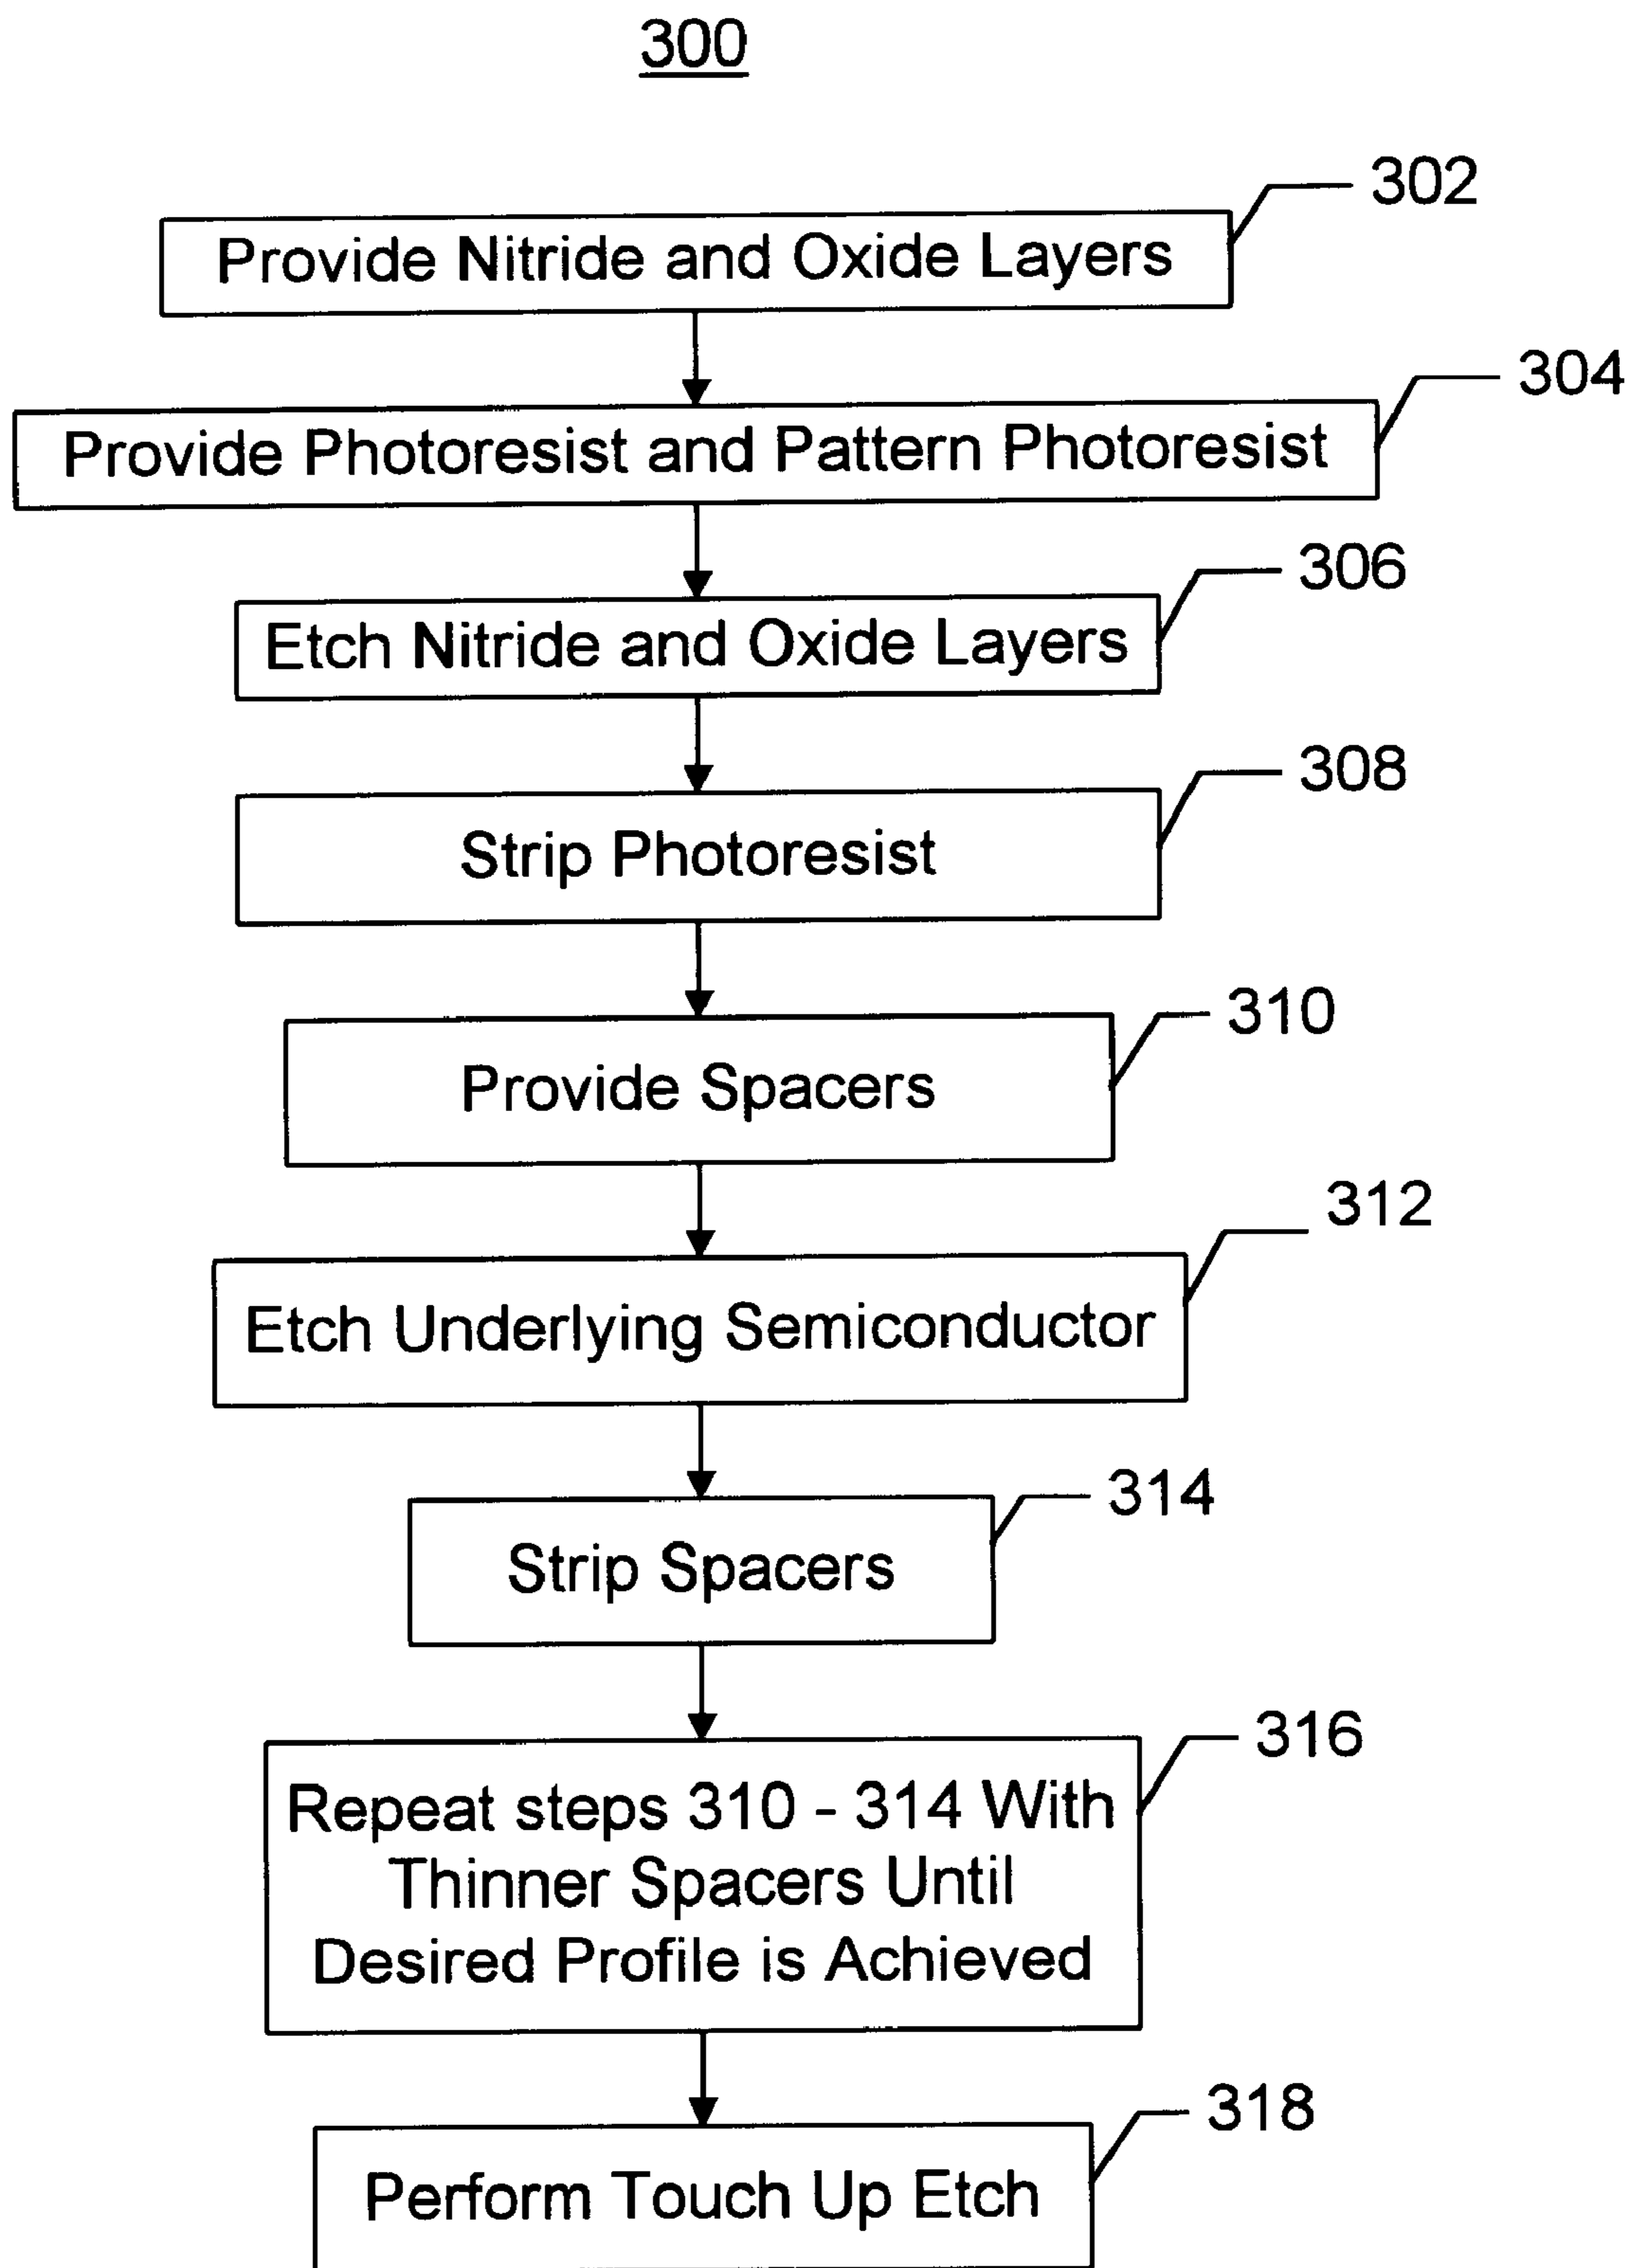 300
302
Provide Nitride and Oxide Layers
304
Provide Photoresist and Pattern Photoresist
306
Etch Nitride and Oxide Layers
308
Strip Photoresist
310
Provide Spacers
312
Etch Underlying Semiconductor
314
Strip Spacers
316
Repeat steps 310 - 314 With
Thinner Spacers Until
Desired Profile is Achieved
318
Perform Touch Up Etch